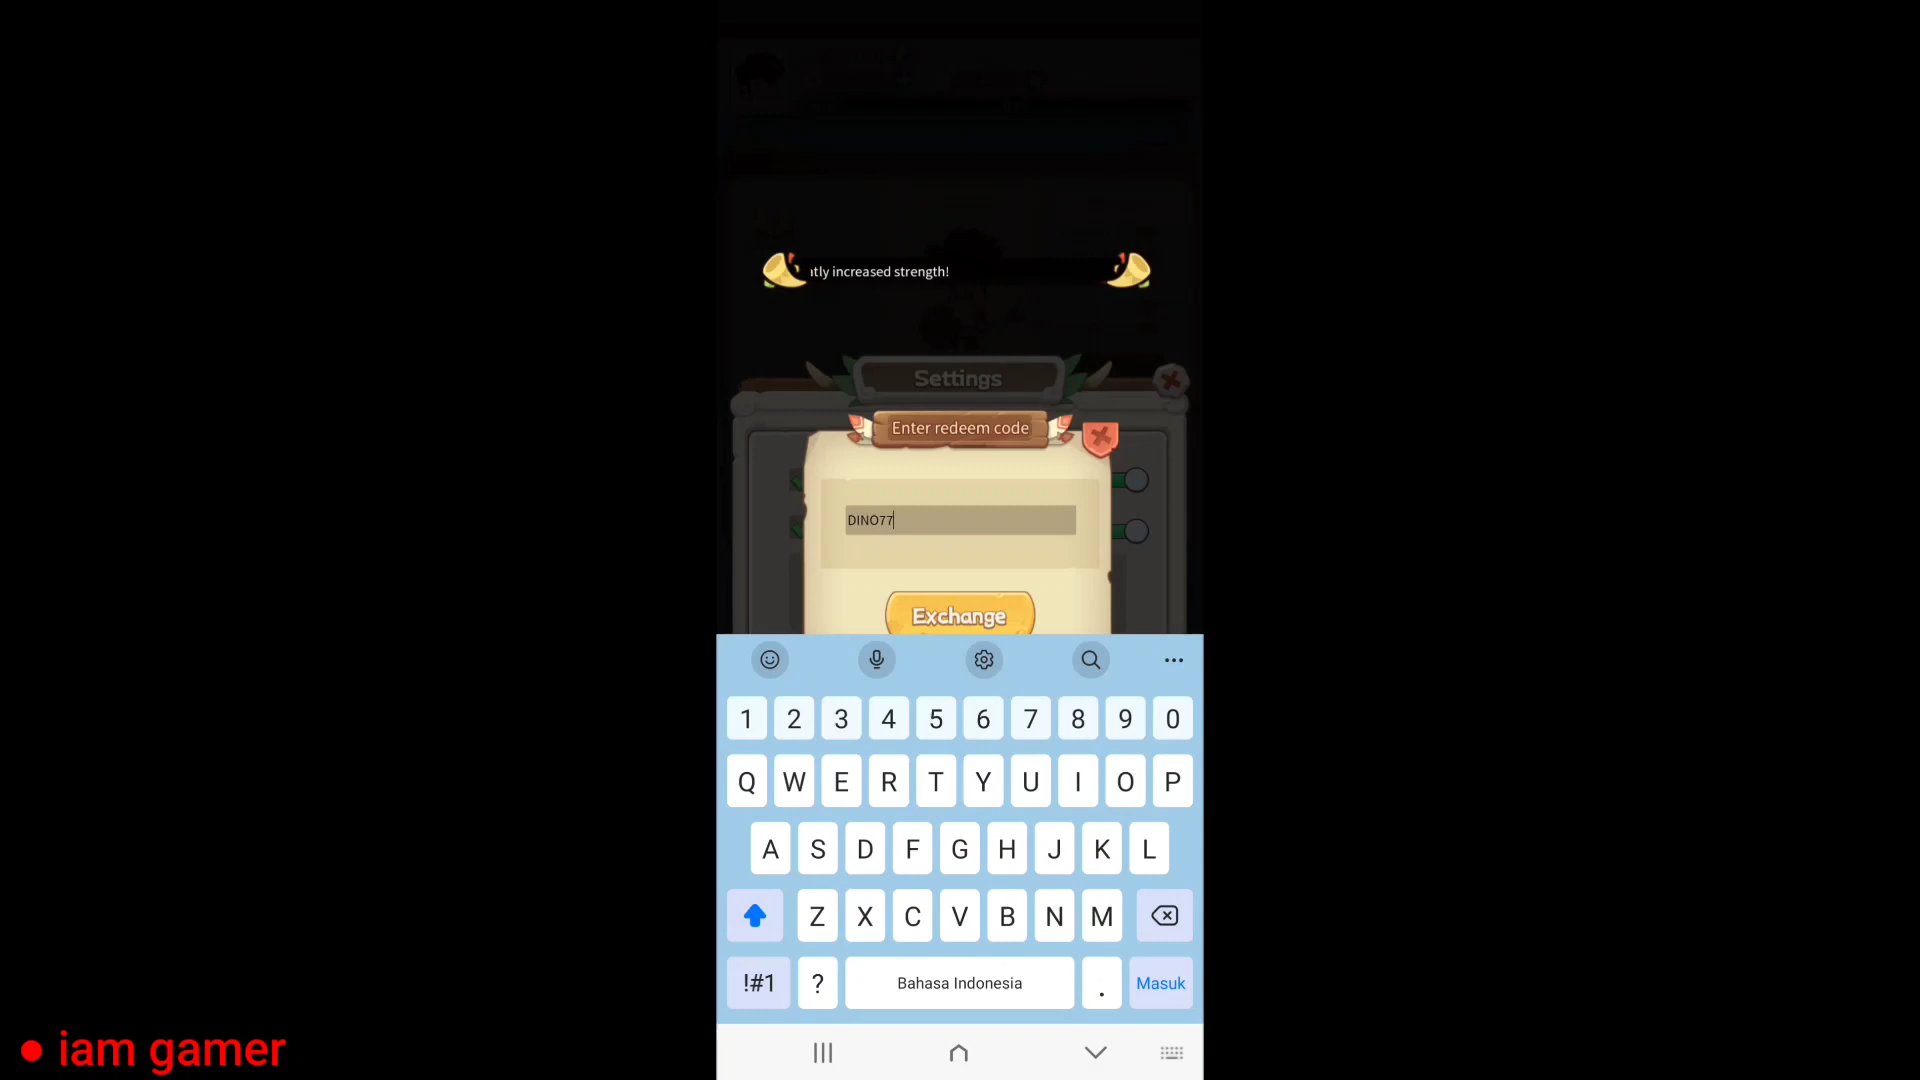 tly increased strength!
Settings
Enter redeem code
DINO77
Exchange
1 2 3 4 5 6 7 8 9 0
Q W E R T Y U I O P
A S D F G H J K L
Z X C V B N M
!#1 ? Bahasa Indonesia . Masuk
iam gamer